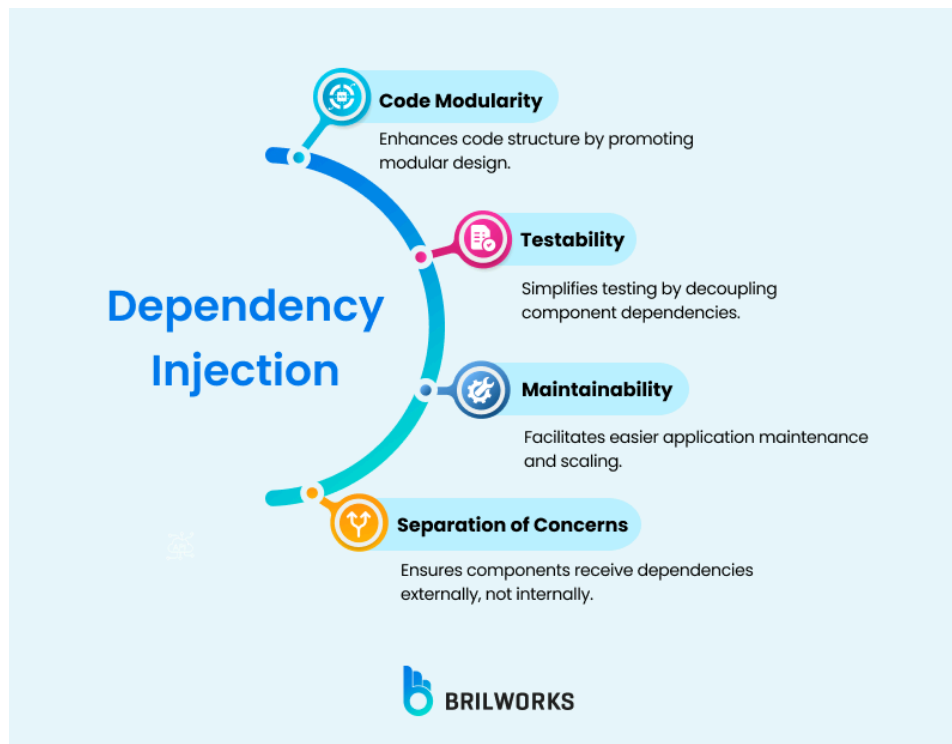 Code Modularity
Enhances code structure by promoting
modular design.
Testability
Simplifies testing by decoupling
component dependencies.
Dependency
Injection
Maintainability
Facilitates easier application maintenance
and scaling.
Separation of Concerns
Ensures components receive dependencies
externally, not internally.
BRILWORKS